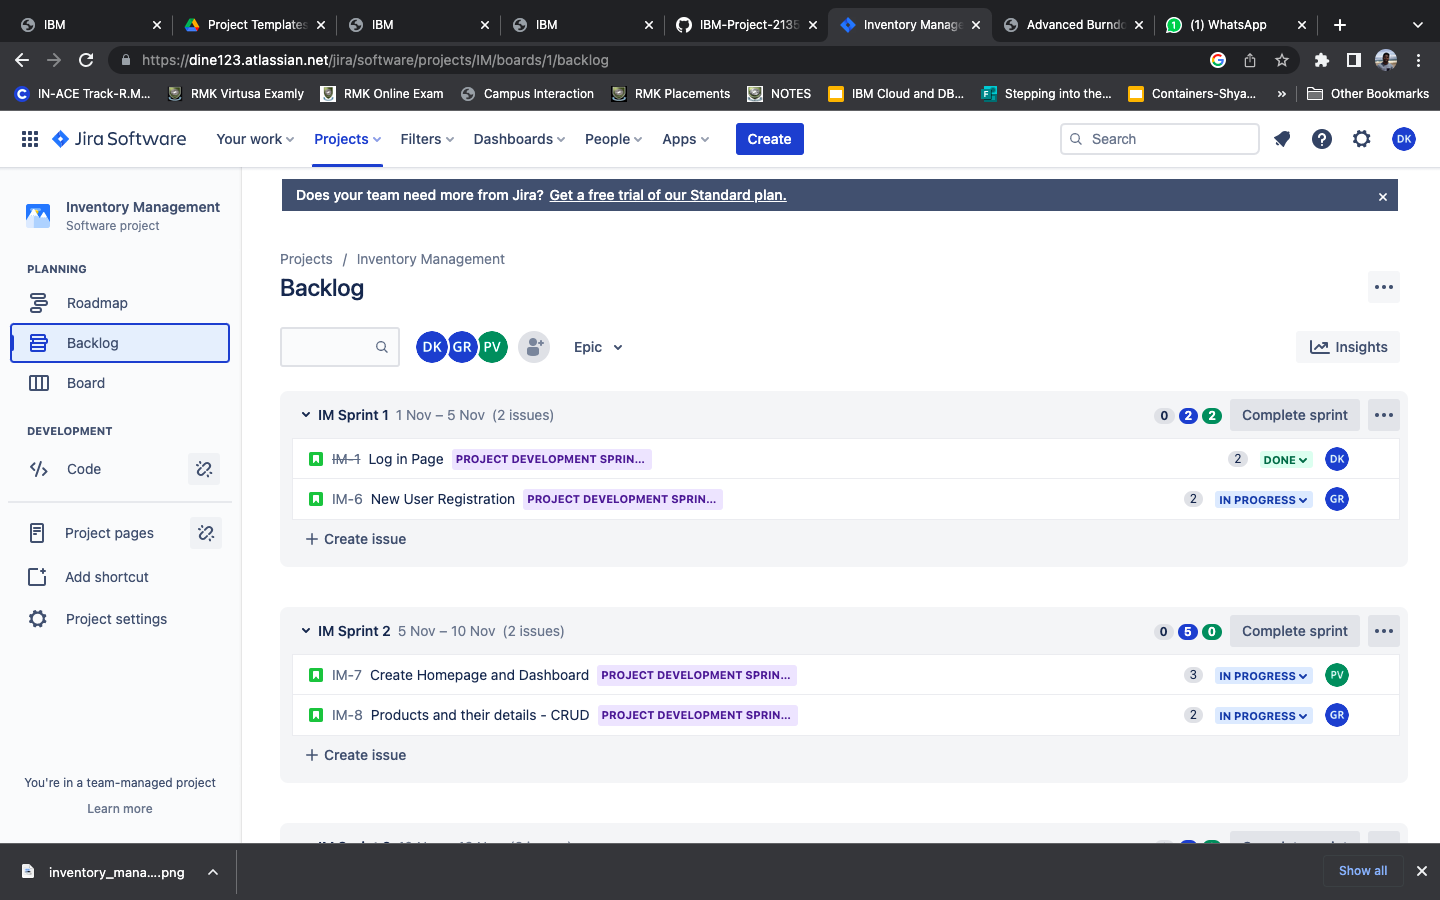 IBM
Project Templates
IBM
IBM
IBM-Project-2135
Inventory Manage
Advanced Burndo
(1) WhatsApp
https://dine123.atlassian.net/jira/software/projects/IM/boards/1/backlog
IN-ACE Track-R.M...
RMK Virtusa Examly
RMK Online Exam
Campus Interaction
RMK Placements
NOTES
IBM Cloud and DB...
Stepping into the...
Containers-Shya...
»
Other Bookmarks
Jira Software
Your work
Projects
Filters
Dashboards
People
Apps
Create
Search
DK
Inventory Management
Software project
PLANNING
Roadmap
Backlog
Board
DEVELOPMENT
Code
Project pages
Add shortcut
Project settings
You're in a team-managed project
Learn more
Does your team need more from Jira? Get a free trial of our Standard plan.
Projects / Inventory Management
Backlog
DK GR PV
Epic
Insights
IM Sprint 1 1 Nov – 5 Nov (2 issues) 0 2 2 Complete sprint
IM-1 Log in Page PROJECT DEVELOPMENT SPRIN... 2 DONE DK
IM-6 New User Registration PROJECT DEVELOPMENT SPRIN... 2 IN PROGRESS GR
+ Create issue
IM Sprint 2 5 Nov – 10 Nov (2 issues) 0 5 0 Complete sprint
IM-7 Create Homepage and Dashboard PROJECT DEVELOPMENT SPRIN... 3 IN PROGRESS PV
IM-8 Products and their details - CRUD PROJECT DEVELOPMENT SPRIN... 2 IN PROGRESS GR
+ Create issue
inventory_mana....png
Show all